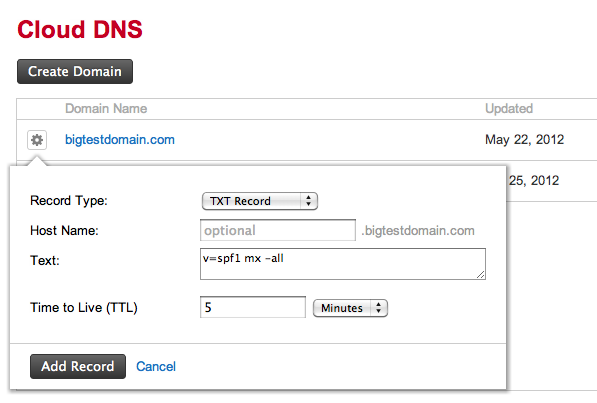 Cloud DNS
Create Domain
Domain Name Updated
bigtestdomain.com May 22, 2012
25, 2012
Record Type: TXT Record
Host Name: optional .bigtestdomain.com
Text: v=spf1 mx -all
Time to Live (TTL) 5 Minutes
Add Record Cancel